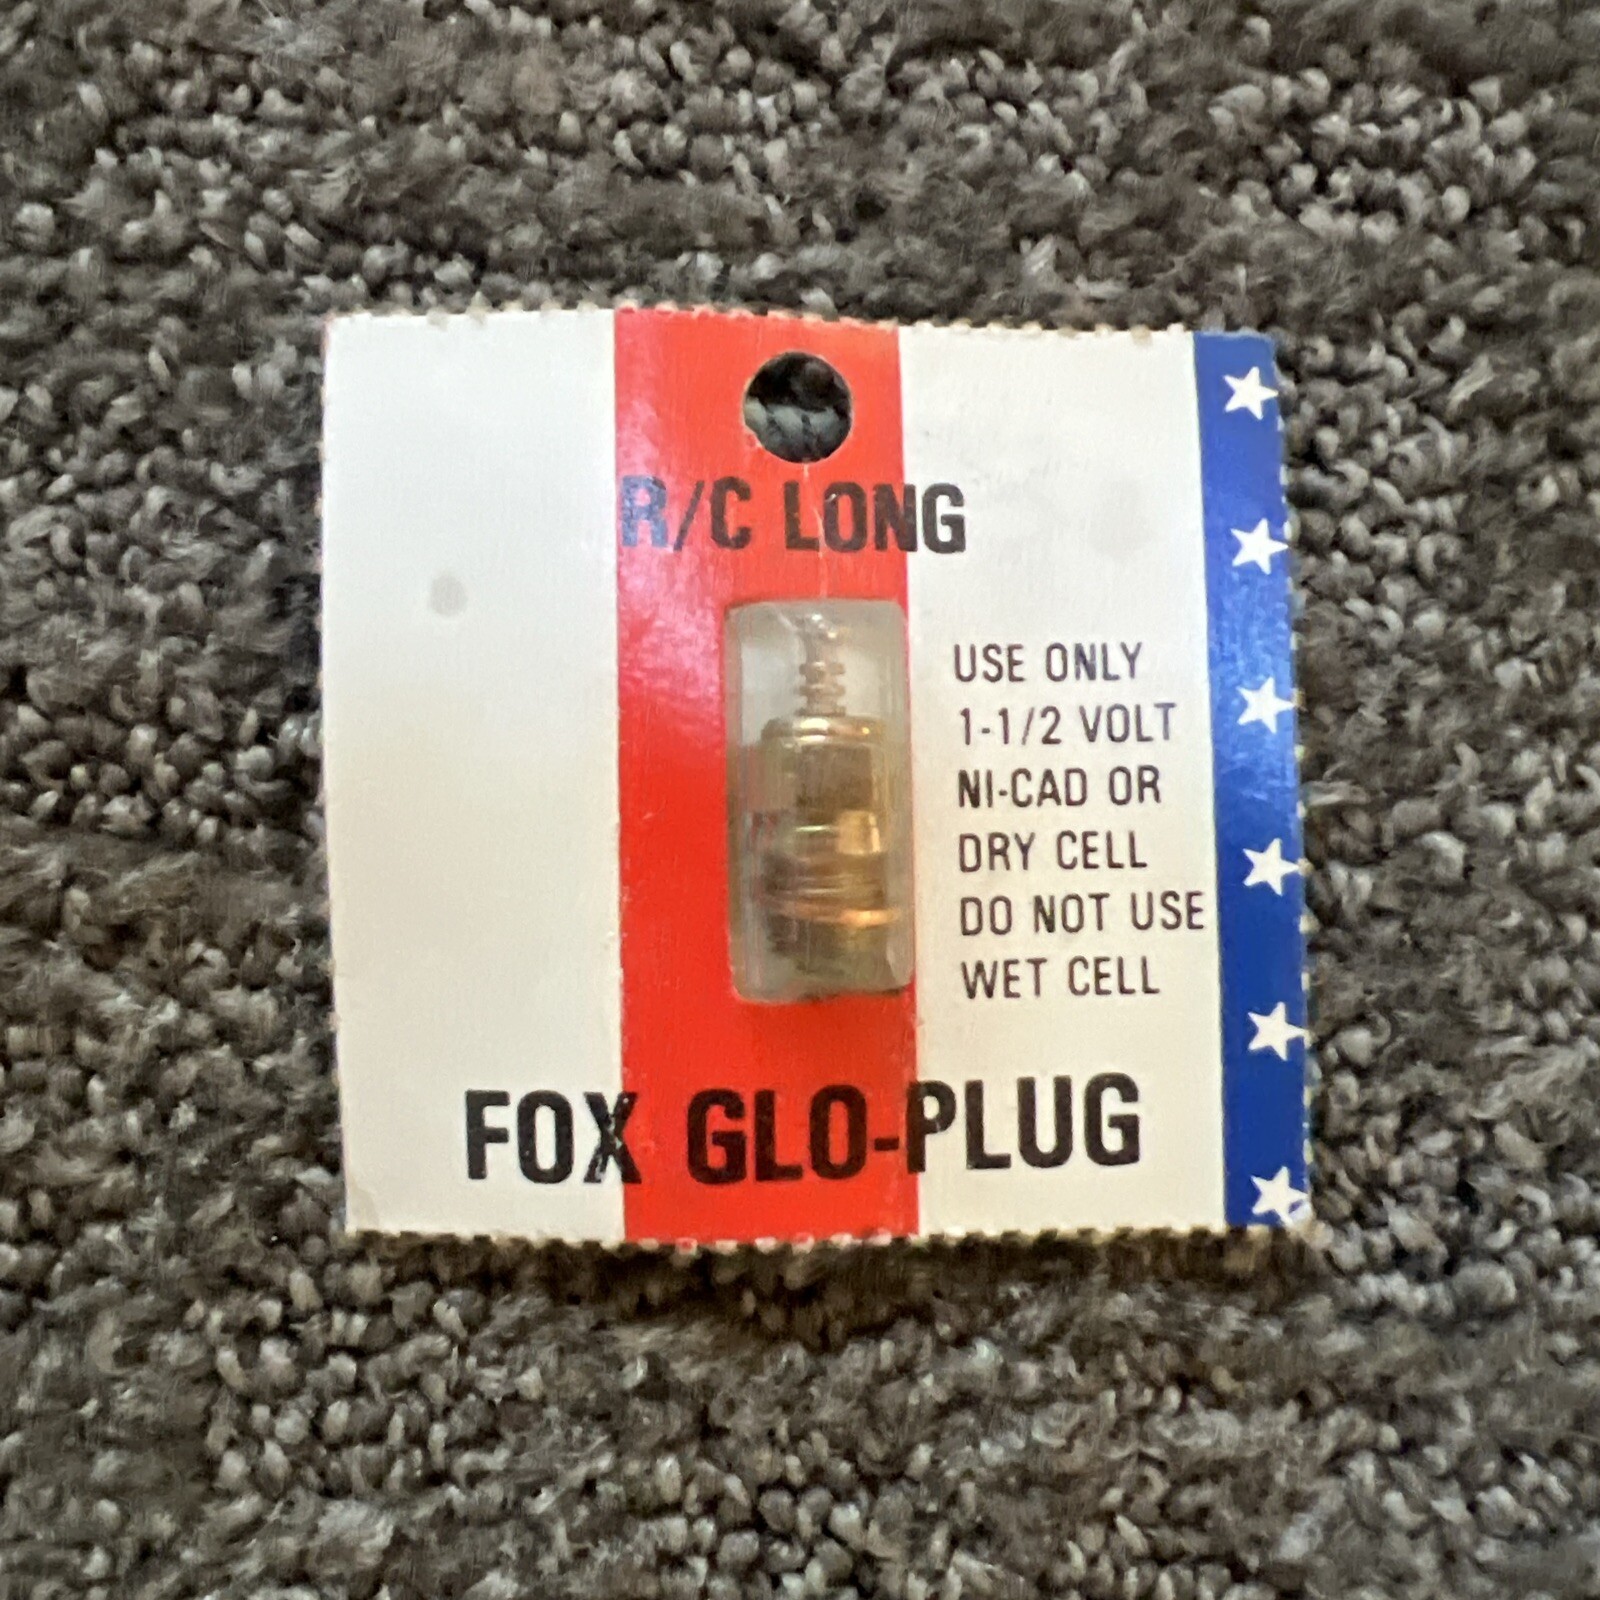 R/C LONG
USE ONLY
1-1/2 VOLT
NI-CAD OR
DRY CELL
DO NOT USE
WET CELL
FOX GLO-PLUG